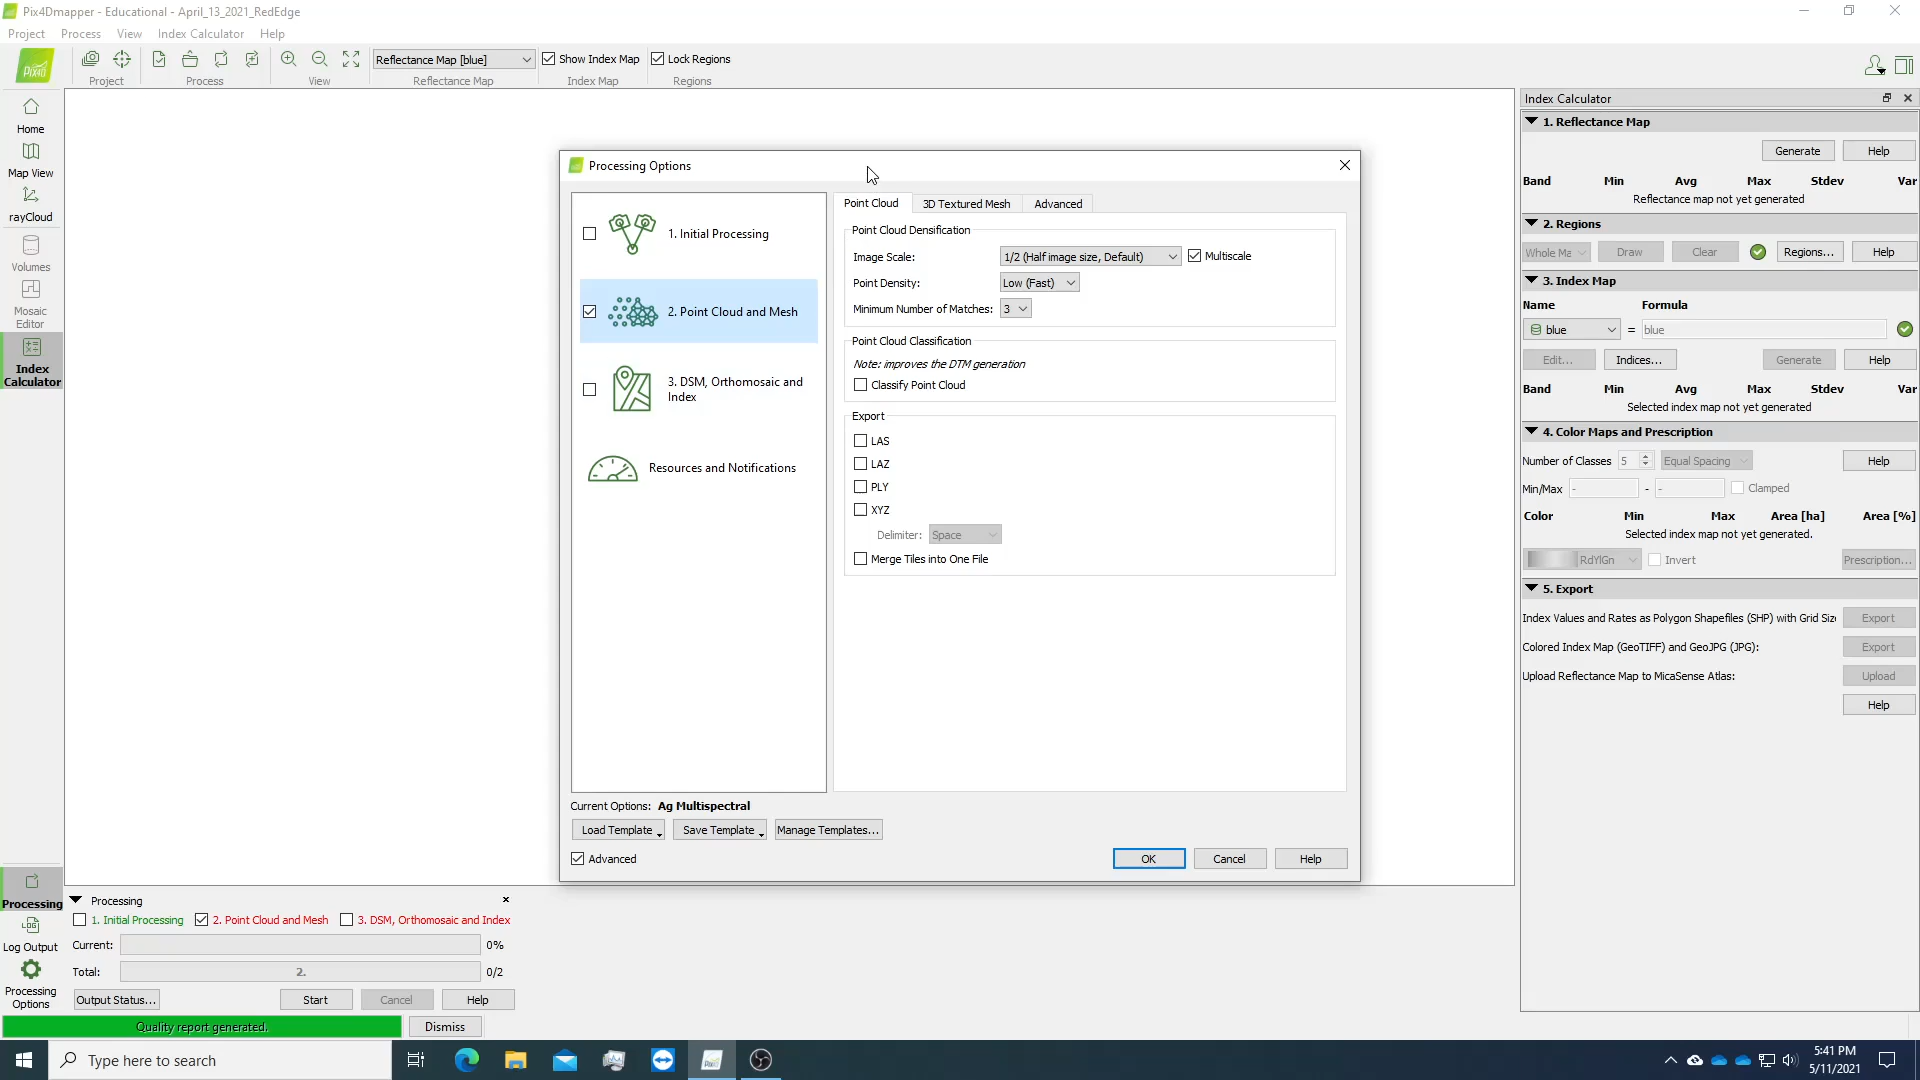 Pix4Dmapper - Educational - April_13_2021_RedEdge
Project Process View Index Calculator Help
Pix4D
Reflectance Map [blue] Show Index Map Lock Regions
Project Process View Reflectance Map Index Map Regions
Home
Map View
rayCloud
Volumes
Mosaic
Editor
Index
Calculator
Processing Options
1. Initial Processing
2. Point Cloud and Mesh
3. DSM, Orthomosaic and
Index
Resources and Notifications
Point Cloud 3D Textured Mesh Advanced
Point Cloud Densification
Image Scale: 1/2 (Half image size, Default) Multiscale
Point Density: Low (Fast)
Minimum Number of Matches: 3
Point Cloud Classification
Note: improves the DTM generation
Classify Point Cloud
Export
LAS
LAZ
PLY
XYZ
Delimiter: Space
Merge Tiles into One File
Current Options: Ag Multispectral
Load Template Save Template Manage Templates...
Advanced OK Cancel Help
Index Calculator
1. Reflectance Map
Generate Help
Band Min Avg Max Stdev Var
Reflectance map not yet generated
2. Regions
Whole Ma Draw Clear Regions... Help
3. Index Map
Name Formula
blue = blue
Edit... Indices... Generate Help
Band Min Avg Max Stdev Var
Selected index map not yet generated
4. Color Maps and Prescription
Number of Classes 5 Equal Spacing Help
Min/Max - - - Clamped
Color Min Max Area [ha] Area [%]
Selected index map not yet generated.
RdYlGn Invert Prescription...
5. Export
Index Values and Rates as Polygon Shapefiles (SHP) with Grid Size Export
Colored Index Map (GeoTIFF) and GeoJPG (JPG): Export
Upload Reflectance Map to MicaSense Atlas: Upload
Help
Processing
Log Output
Processing
Options
Processing
1. Initial Processing 2. Point Cloud and Mesh 3. DSM, Orthomosaic and Index
Current: 0%
Total: 2. 0/2
Output Status... Start Cancel Help
Quality report generated. Dismiss
Type here to search
5:41 PM
5/11/2021